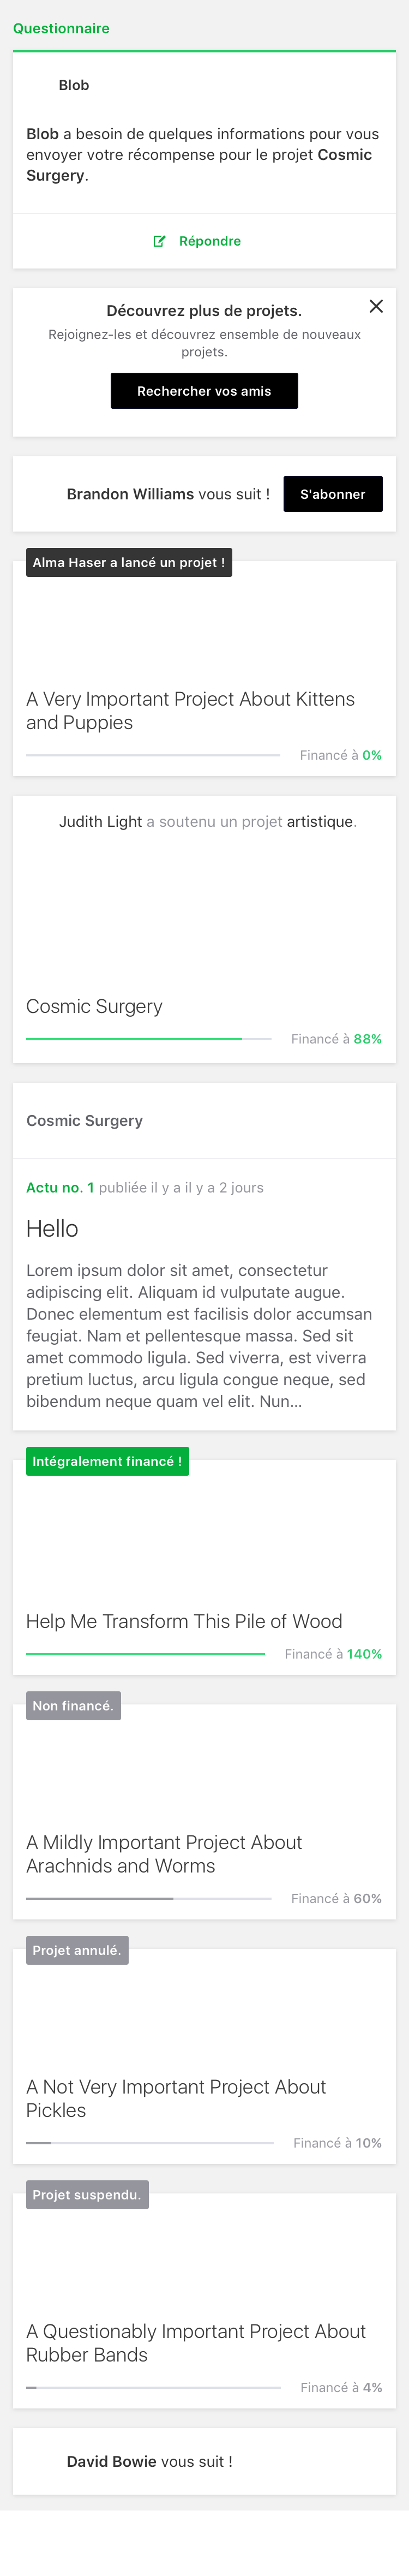 Questionnaire
Blob
Blob a besoin de quelques informations pour vous
envoyer votre récompense pour le projet Cosmic
Surgery.
Répondre
Découvrez plus de projets.
Rejoignez-les et découvrez ensemble de nouveaux
projets.
Rechercher vos amis
Brandon Williams vous suit !
S'abonner
Alma Haser a lancé un projet !
A Very Important Project About Kittens
and Puppies
Financé à 0%
Judith Light a soutenu un projet artistique.
Cosmic Surgery
Financé à 88%
Cosmic Surgery
Actu no. 1 publiée il y a il y a 2 jours
Hello
Lorem ipsum dolor sit amet, consectetur
adipiscing elit. Aliquam id vulputate augue.
Donec elementum est facilisis dolor accumsan
feugiat. Nam et pellentesque massa. Sed sit
amet commodo ligula. Sed viverra, est viverra
pretium luctus, arcu ligula congue neque, sed
bibendum neque quam vel elit. Nun...
Intégralement financé !
Help Me Transform This Pile of Wood
Financé à 140%
Non financé.
A Mildly Important Project About
Arachnids and Worms
Financé à 60%
Projet annulé.
A Not Very Important Project About
Pickles
Financé à 10%
Projet suspendu.
A Questionably Important Project About
Rubber Bands
Financé à 4%
David Bowie vous suit !